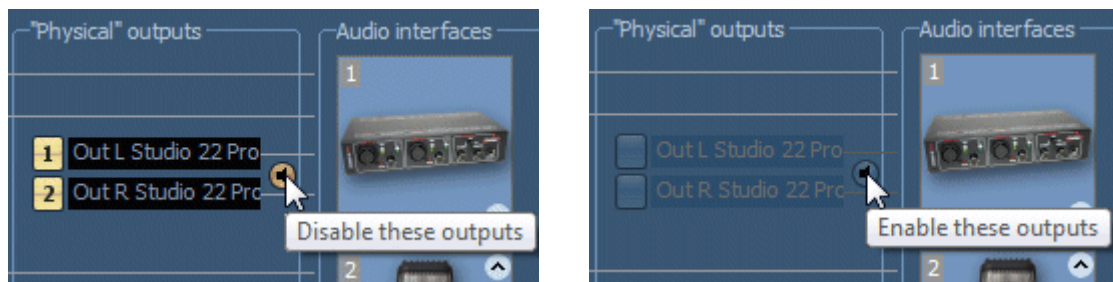 "Physical" outputs
Audio interfaces
1
1 Out L Studio 22 Pro
2 Out R Studio 22 Pro
Disable these outputs
2
"Physical" outputs
Audio interfaces
1
Out L Studio 22 Pro
Out R Studio 22 Pro
Enable these outputs
2